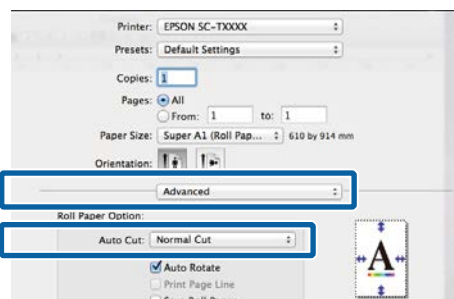 Printer: EPSON SC-TXXXX
Presets: Default Settings
Copies: 1
Pages: All
From: 1 to: 1
Paper Size: Super A1 (Roll Pap... 610 by 914 mm
Orientation:
Advanced
Roll Paper Option:
Auto Cut: Normal Cut
Auto Rotate
Print Page Line
A